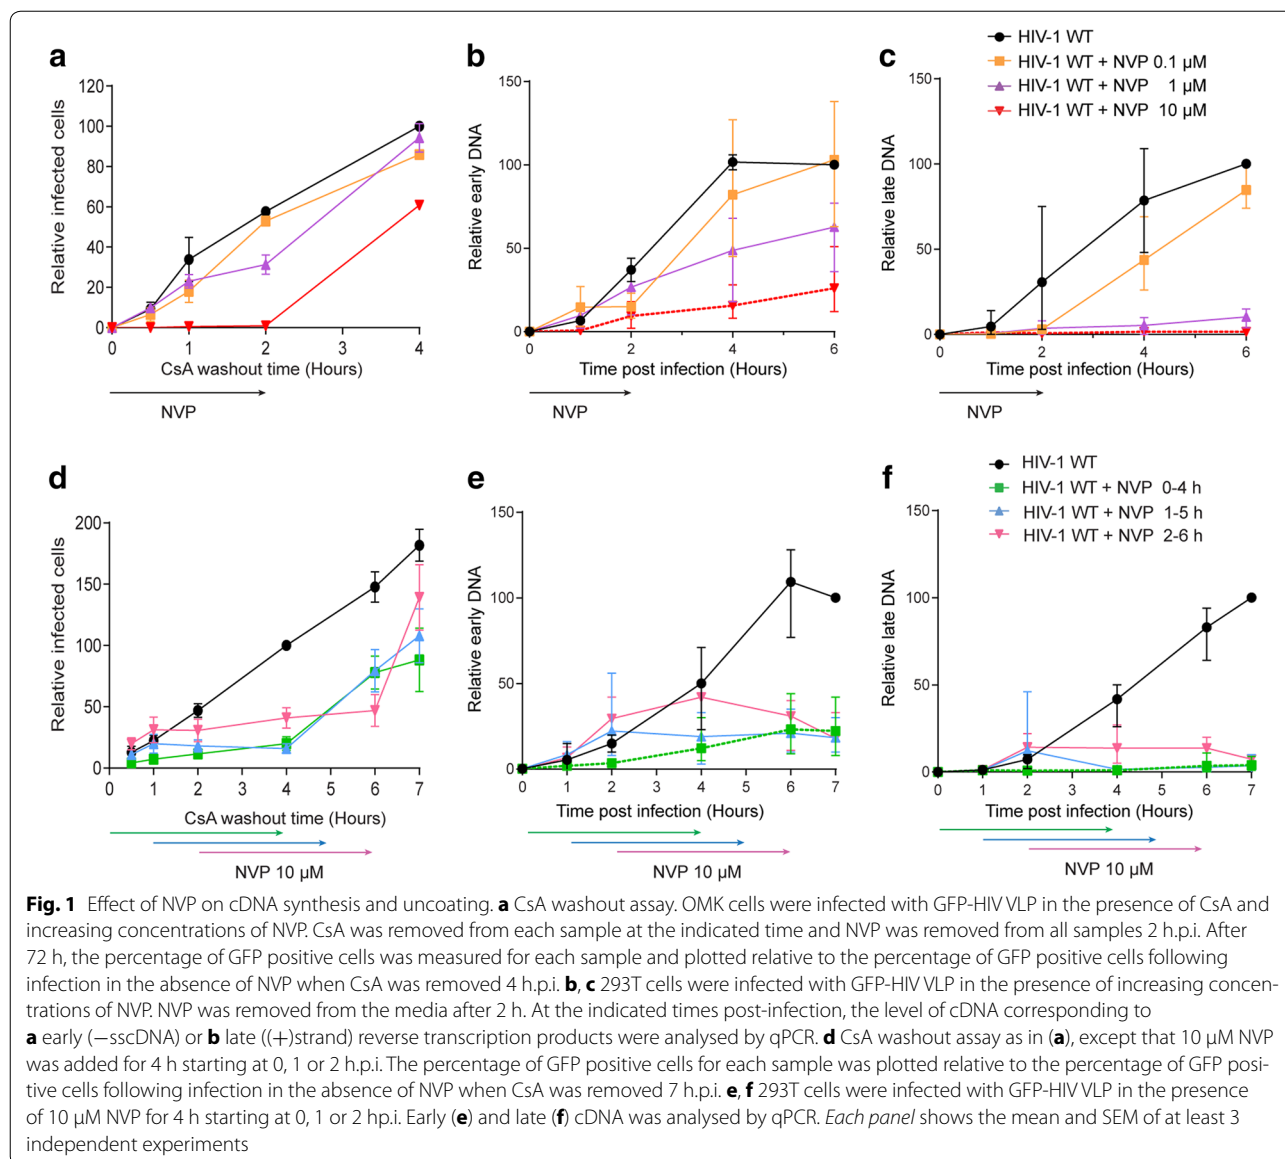 a
b
c
HIV-1 WT
HIV-1 WT + NVP 0.1 µM
HIV-1 WT + NVP 1 µM
HIV-1 WT + NVP 10 µM
Relative infected cells
120
100
80
60
40
20
0
0 1 2 3 4
CsA washout time (Hours)
NVP
Relative early DNA
150
100
50
0
0 2 4 6
Time post infection (Hours)
NVP
Relative late DNA
150
100
50
0
0 2 4 6
Time post infection (Hours)
NVP
d
e
f
HIV-1 WT
HIV-1 WT + NVP 0-4 h
HIV-1 WT + NVP 1-5 h
HIV-1 WT + NVP 2-6 h
Relative infected cells
200
150
100
50
0
0 1 2 3 4 5 6 7
CsA washout time (Hours)
NVP 10 µM
Relative early DNA
150
100
50
0
0 1 2 3 4 5 6 7
Time post infection (Hours)
NVP 10 µM
Relative late DNA
150
100
50
0
0 1 2 3 4 5 6 7
Time post infection (Hours)
NVP 10 µM
Fig. 1 Effect of NVP on cDNA synthesis and uncoating. a CsA washout assay. OMK cells were infected with GFP-HIV VLP in the presence of CsA and
increasing concentrations of NVP. CsA was removed from each sample at the indicated time and NVP was removed from all samples 2 h.p.i. After
72 h, the percentage of GFP positive cells was measured for each sample and plotted relative to the percentage of GFP positive cells following
infection in the absence of NVP when CsA was removed 4 h.p.i. b, c 293T cells were infected with GFP-HIV VLP in the presence of increasing concen-
trations of NVP. NVP was removed from the media after 2 h. At the indicated times post-infection, the level of cDNA corresponding to
a early (−sscDNA) or b late ((+)strand) reverse transcription products were analysed by qPCR. d CsA washout assay as in (a), except that 10 µM NVP
was added for 4 h starting at 0, 1 or 2 h.p.i. The percentage of GFP positive cells for each sample was plotted relative to the percentage of GFP posi-
tive cells following infection in the absence of NVP when CsA was removed 7 h.p.i. e, f 293T cells were infected with GFP-HIV VLP in the presence
of 10 µM NVP for 4 h starting at 0, 1 or 2 hp.i. Early (e) and late (f) cDNA was analysed by qPCR. Each panel shows the mean and SEM of at least 3
independent experiments